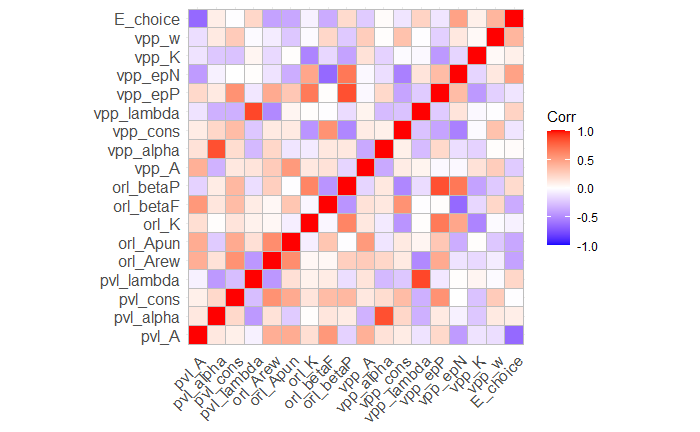 E_choice
vpp_w
vpp_K
vpp_epN
vpp_epP
vpp_lambda
vpp_cons
vpp_alpha
vpp_A
orl_betaP
orl_betaF
orl_K
orl_Apun
orl_Arew
pvl_lambda
pvl_cons
pvl_alpha
pvl_A
pvl_A
pvl_alpha
pvl_cons
pvl_lambda
orl_Arew
orl_Apun
orl_K
orl_betaF
orl_betaP
vpp_A
vpp_alpha
vpp_cons
vpp_lambda
vpp_epP
vpp_epN
vpp_K
vpp_w
E_choice
Corr
1.0
0.5
0.0
-0.5
-1.0